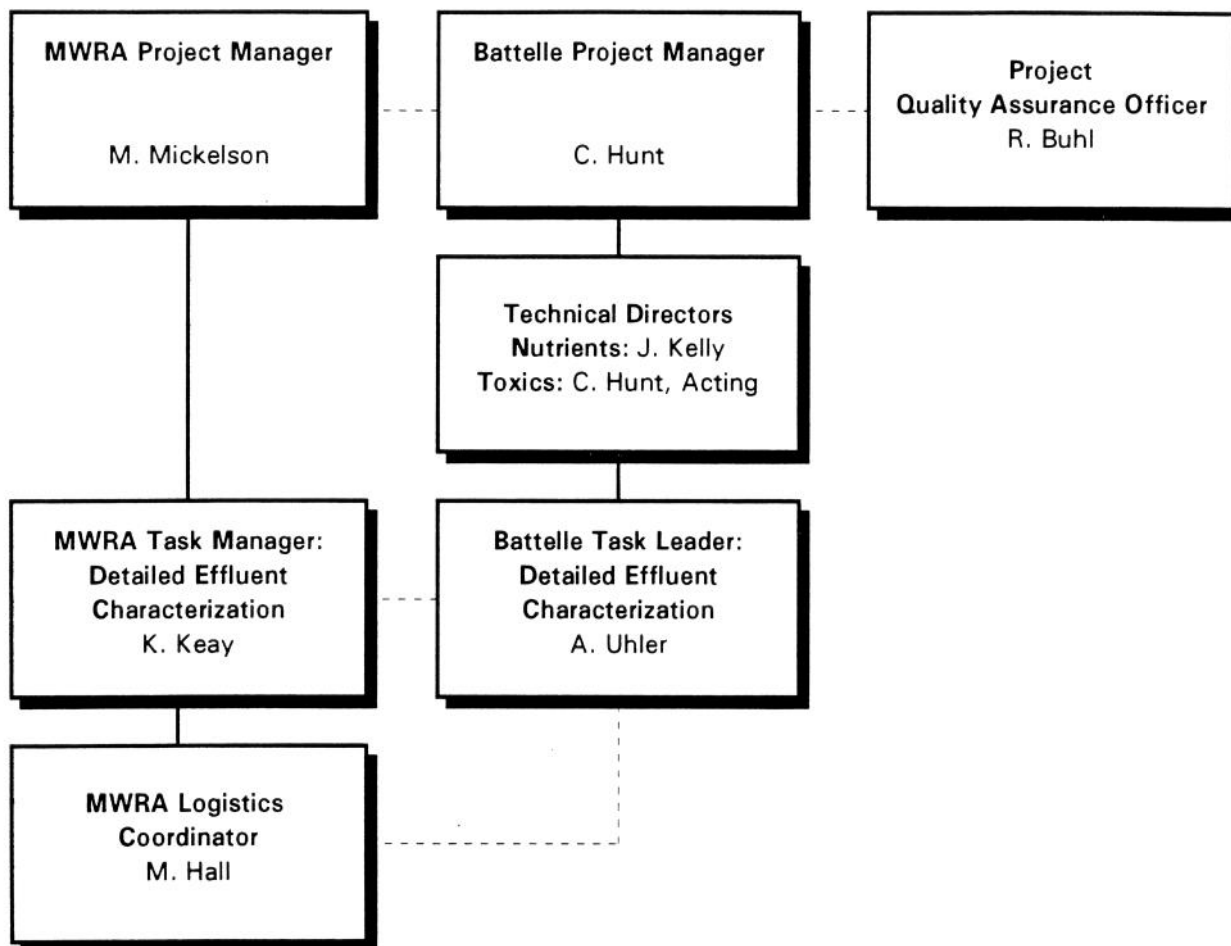 MWRA Project Manager
M. Mickelson
Battelle Project Manager
C. Hunt
Project
Quality Assurance Officer
R. Buhl
Technical Directors
Nutrients: J. Kelly
Toxics: C. Hunt, Acting
MWRA Task Manager:
Detailed Effluent
Characterization
K. Keay
Battelle Task Leader:
Detailed Effluent
Characterization
A. Uhler
MWRA Logistics
Coordinator
M. Hall